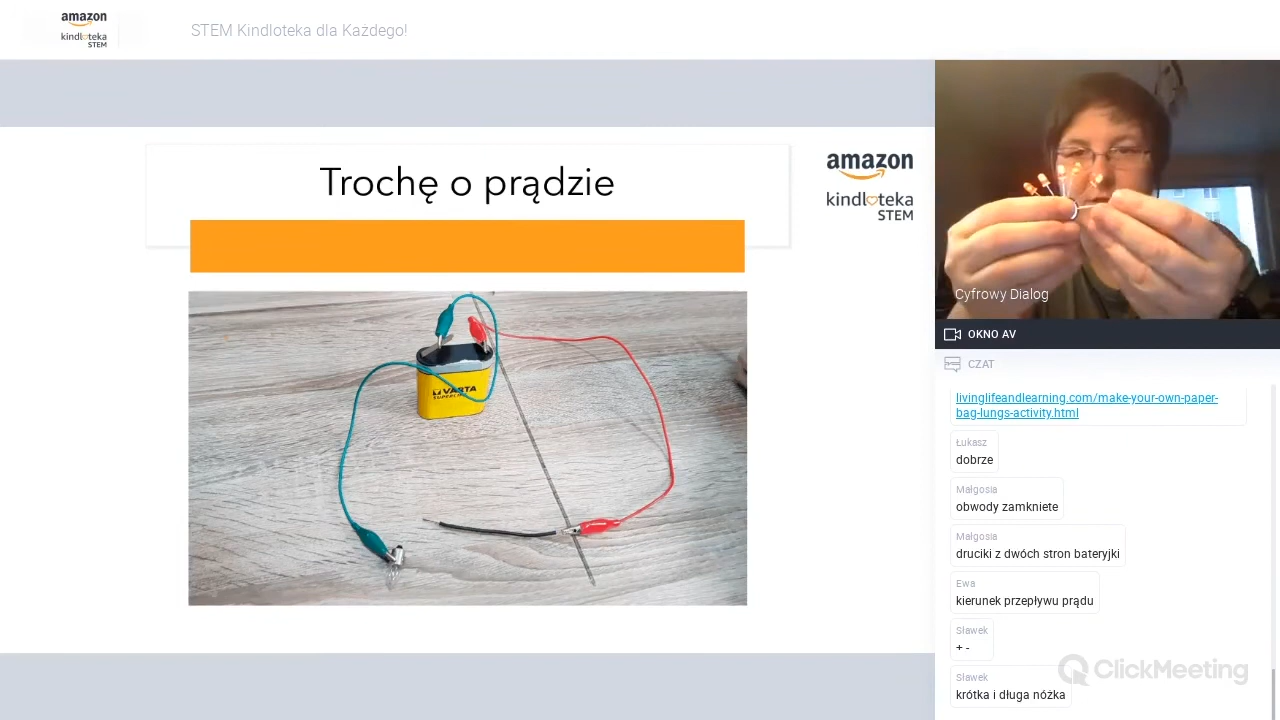 amazon
kindloteka
STEM
STEM Kindloteka dla Każdego!
Trochę o prądzie
amazon
kindloteka
STEM
VARTA
SUPERLIFE
Cyfrowy Dialog
OKNO AV
CZAT
livinglifeandlearning.com/make-your-own-paper-
bag-lungs-activity.html
Łukasz
dobrze
Małgosia
obwody zamkniete
Małgosia
druciki z dwóch stron bateryjki
Ewa
kierunek przepływu prądu
Sławek
+ -
Sławek
krótka i długa nóżka
ClickMeeting